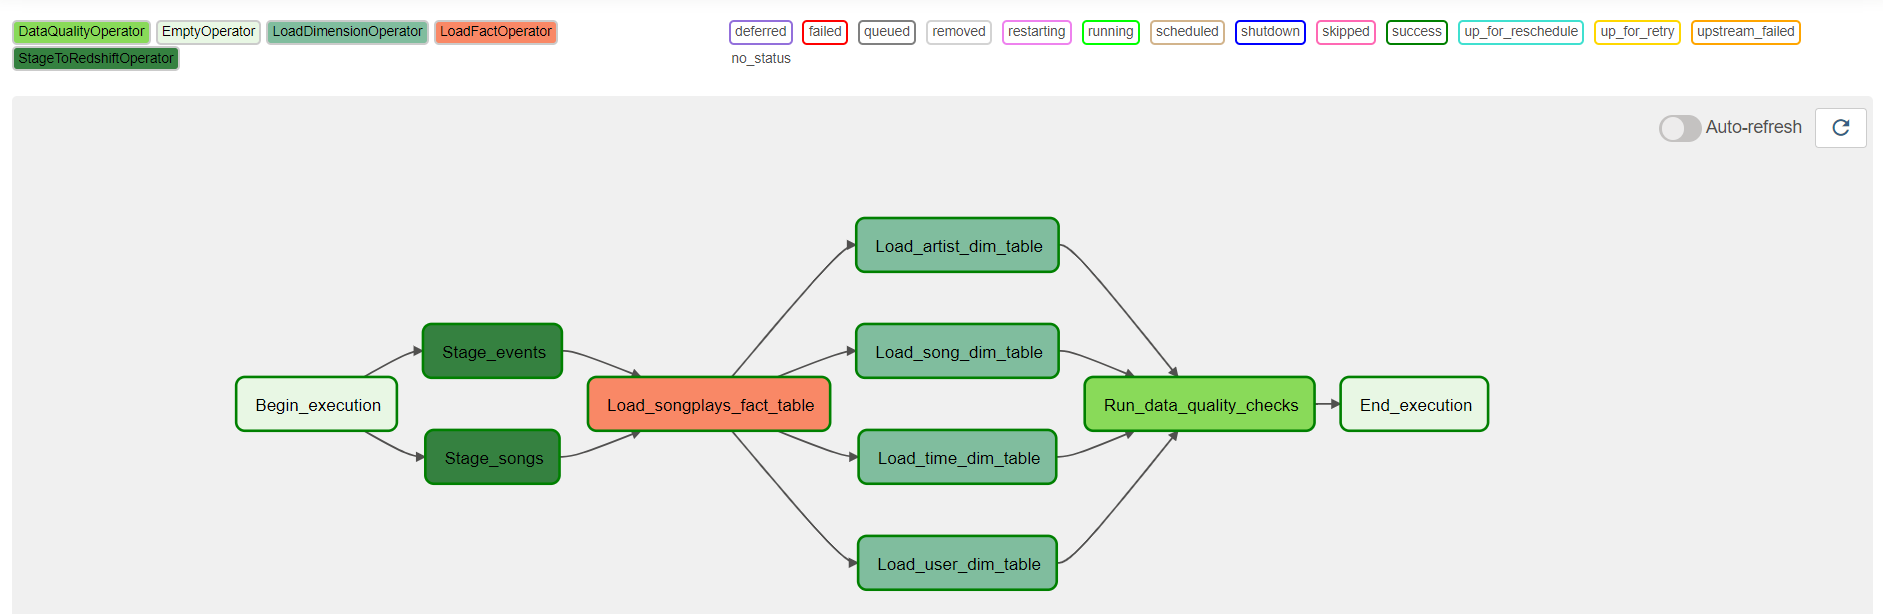 DataQualityOperator EmptyOperator LoadDimensionOperator LoadFactOperator
StageToRedshiftOperator
deferred failed queued removed restarting running scheduled shutdown skipped success up_for_reschedule up_for_retry upstream_failed
no_status
Auto-refresh
Begin_execution
Stage_events
Stage_songs
Load_songplays_fact_table
Load_artist_dim_table
Load_song_dim_table
Load_time_dim_table
Load_user_dim_table
Run_data_quality_checks
End_execution